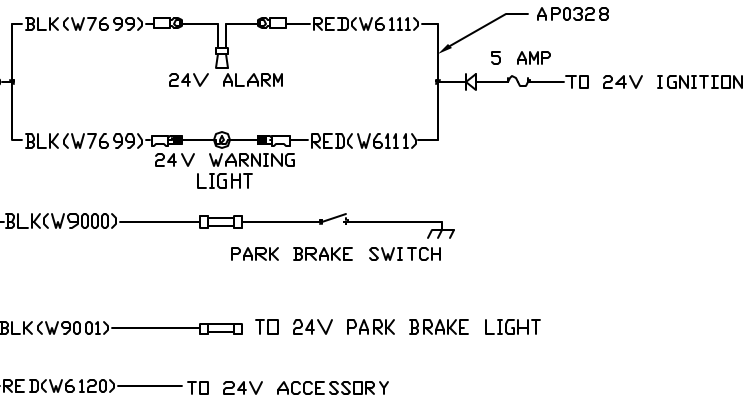 BLK(W7699) RED(W6111) AP0328
24V ALARM
5 AMP
TO 24V IGNITION
BLK(W7699) RED(W6111)
24V WARNING
LIGHT
BLK(W9000)
PARK BRAKE SWITCH
BLK(W9001) TO 24V PARK BRAKE LIGHT
RED(W6120) TO 24V ACCESSORY